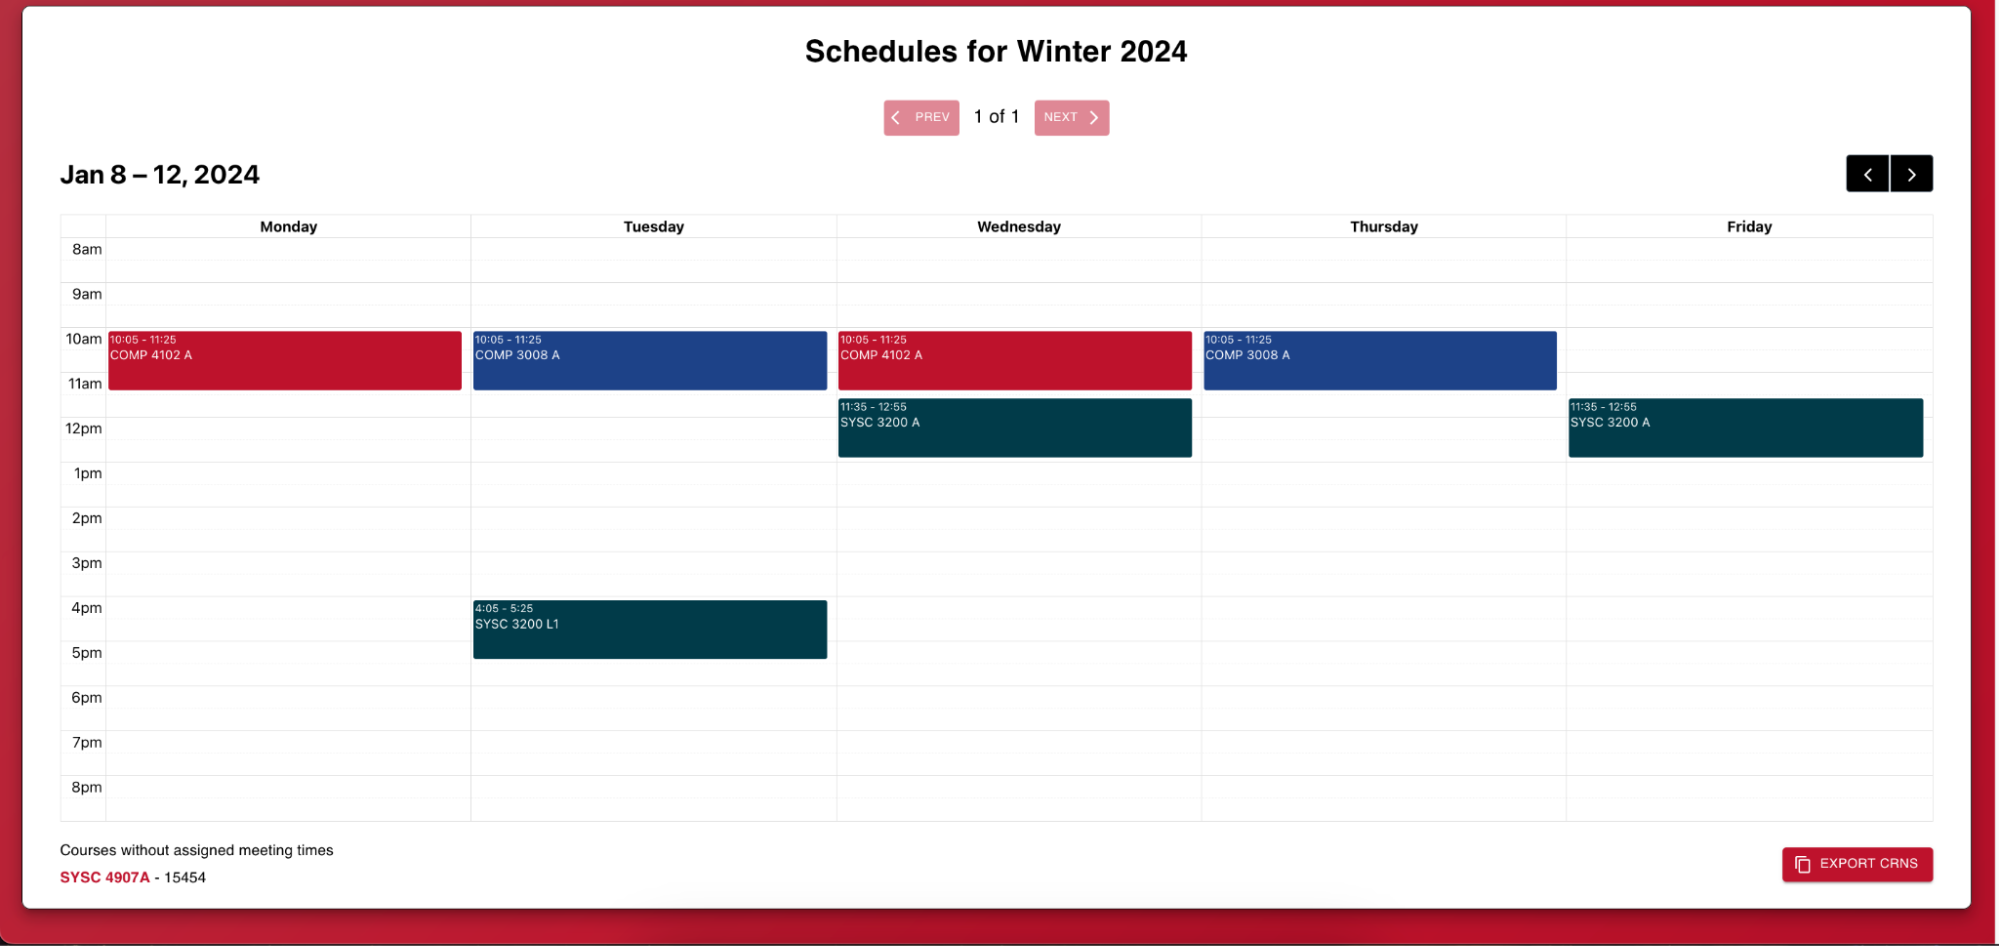 Schedules for Winter 2024
PREV 1 of 1 NEXT
Jan 8 – 12, 2024
Monday Tuesday Wednesday Thursday Friday
8am
9am
10am
10:05 - 11:25
COMP 4102 A
10:05 - 11:25
COMP 3008 A
10:05 - 11:25
COMP 4102 A
10:05 - 11:25
COMP 3008 A
11am
11:35 - 12:55
SYSC 3200 A
11:35 - 12:55
SYSC 3200 A
12pm
1pm
2pm
3pm
4pm
4:05 - 5:25
SYSC 3200 L1
5pm
6pm
7pm
8pm
Courses without assigned meeting times
SYSC 4907A - 15454
EXPORT CRNS